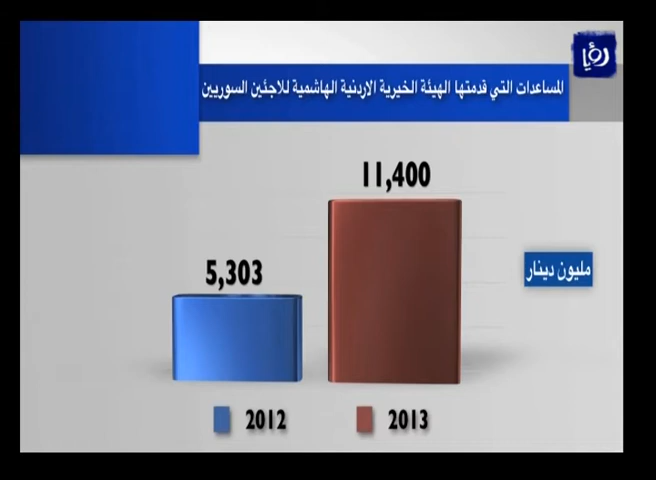 رؤيا
المساعدات التي قدمتها الهيئة الخيرية الاردنية الهاشمية للاجئين السوريين
11,400
5,303
مليون دينار
2012
2013